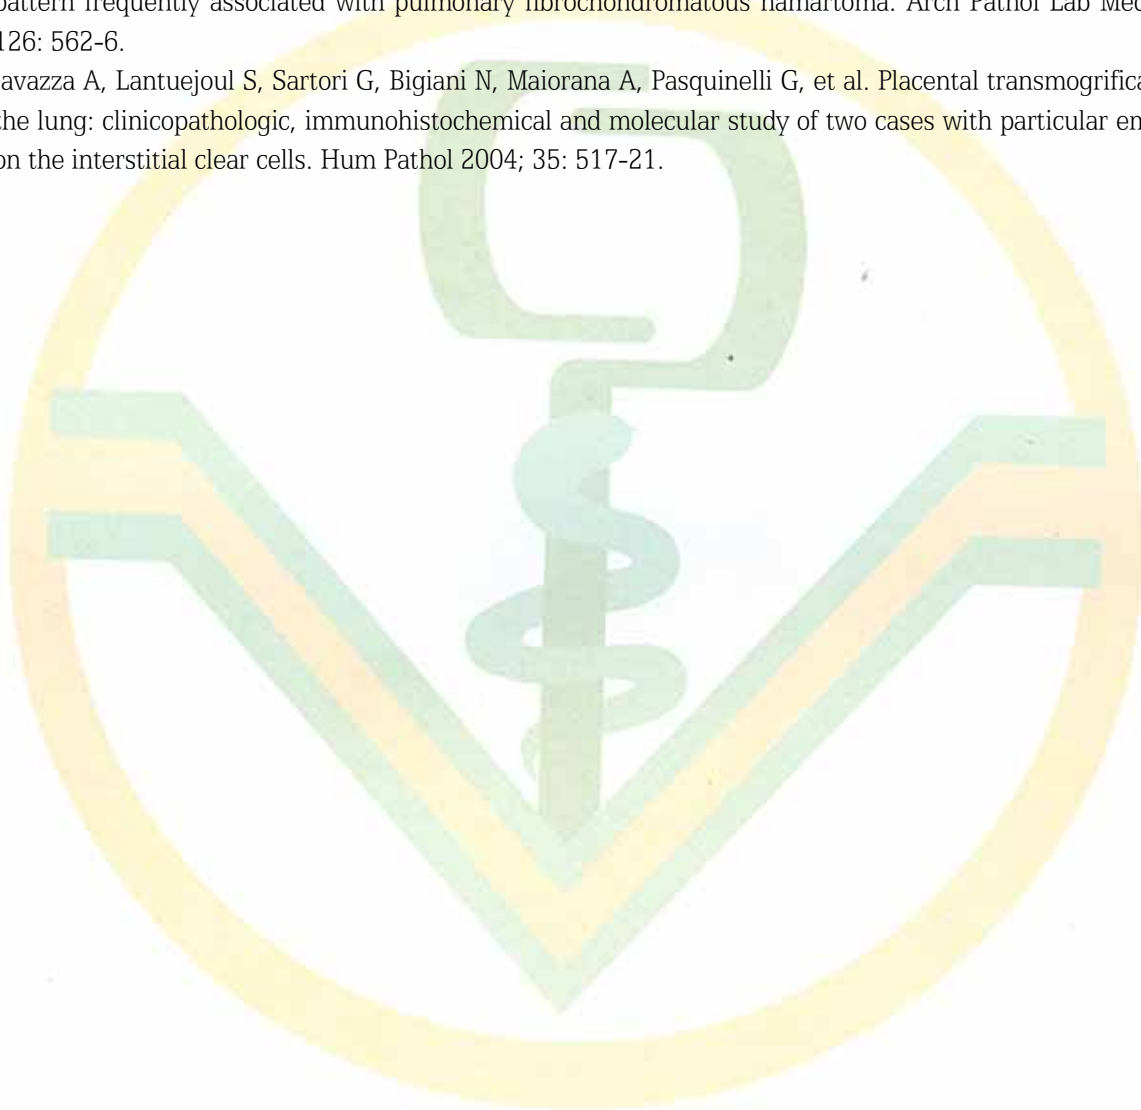 pattern frequently associated with pulmonary fibrochondromatous hamartoma. Arch Pathol Lab Med
126: 562-6.
avazza A, Lantuejoul S, Sartori G, Bigiani N, Maiorana A, Pasquinelli G, et al. Placental transmogrifica
the lung: clinicopathologic, immunohistochemical and molecular study of two cases with particular em
on the interstitial clear cells. Hum Pathol 2004; 35: 517-21.